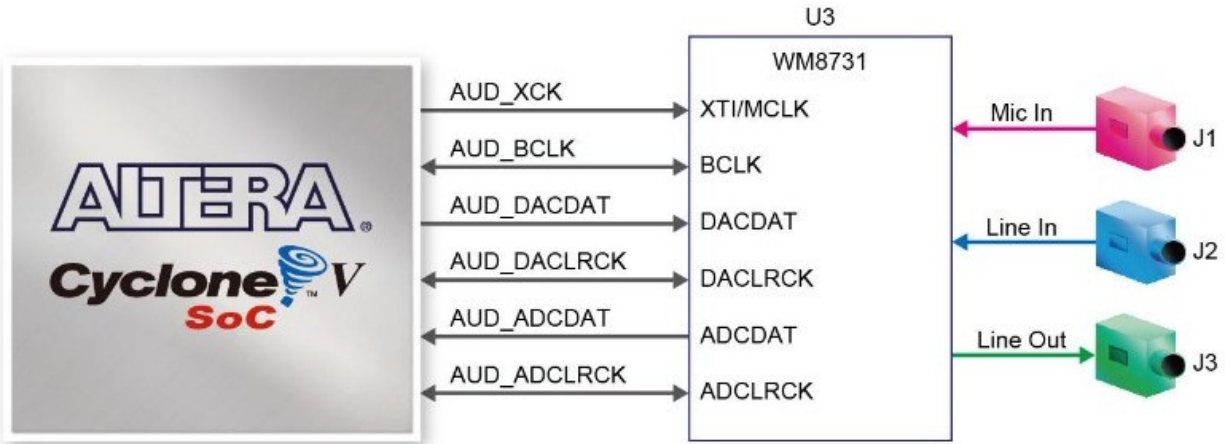 U3
WM8731
AUD_XCK
XTI/MCLK
Mic In
J1
AUD_BCLK
BCLK
AUD_DACDAT
DACDAT
Line In
J2
AUD_DACLRCK
DACLRCK
AUD_ADCDAT
ADCDAT
Line Out
J3
AUD_ADCLRCK
ADCLRCK
ALTERA®
Cyclone™ V
SoC